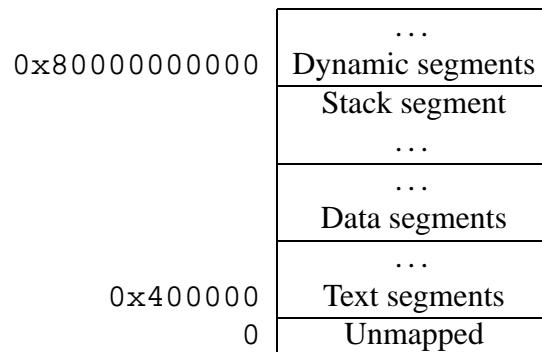 ...
0x80000000000 Dynamic segments
Stack segment
...
...
Data segments
...
0x400000 Text segments
0 Unmapped